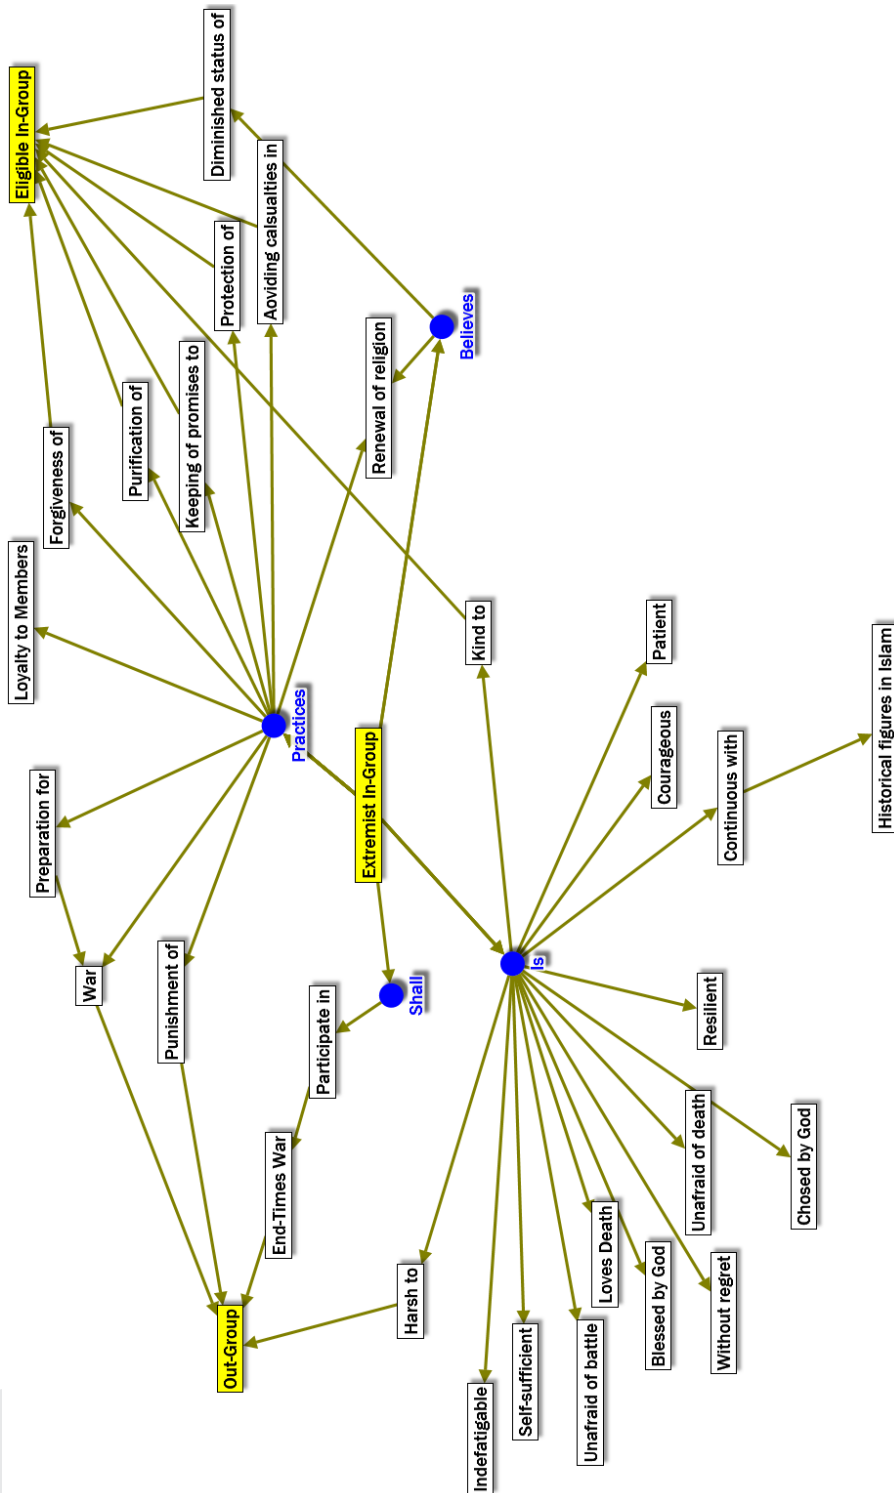 Eligible In-Group
Diminished status of
Aoviding calsualties in
Protection of
Believes
Renewal of religion
Purification of
Keeping of promises to
Forgiveness of
Loyalty to Members
Kind to
Patient
Historical figures in Islam
Courageous
Continuous with
Practices
Extremist In-Group
Preparation for
War
Punishment of
Shall
Is
Participate in
Resilient
End-Times War
Unafraid of death
Chosed by God
Loves Death
Blessed by God
Without regret
Harsh to
Out-Group
Self-sufficient
Unafraid of battle
Indefatigable